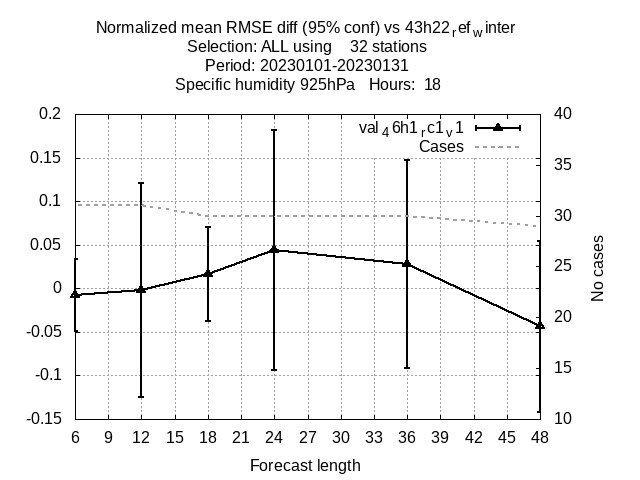 Normalized mean RMSE diff (95% conf) vs 43h22refwinter
Selection: ALL using 32 stations
Period: 20230101-20230131
Specific humidity 925hPa Hours: 18
0.2 40
val46h1rc1v1
Cases
0.15 35
0.1 30
0.05 25
0 20
-0.05 15
-0.1 10
-0.15
No cases
6 9 12 15 18 21 24 27 30 33 36 39 42 45 48
Forecast length